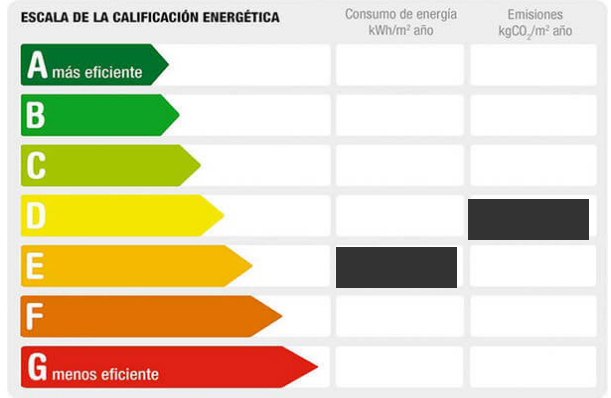 ESCALA DE LA CALIFICACIÓN ENERGÉTICA
Consumo de energía
kWh/m² año
Emisiones
kgCO₂/m² año
A más eficiente
B
C
D
E
F
G menos eficiente